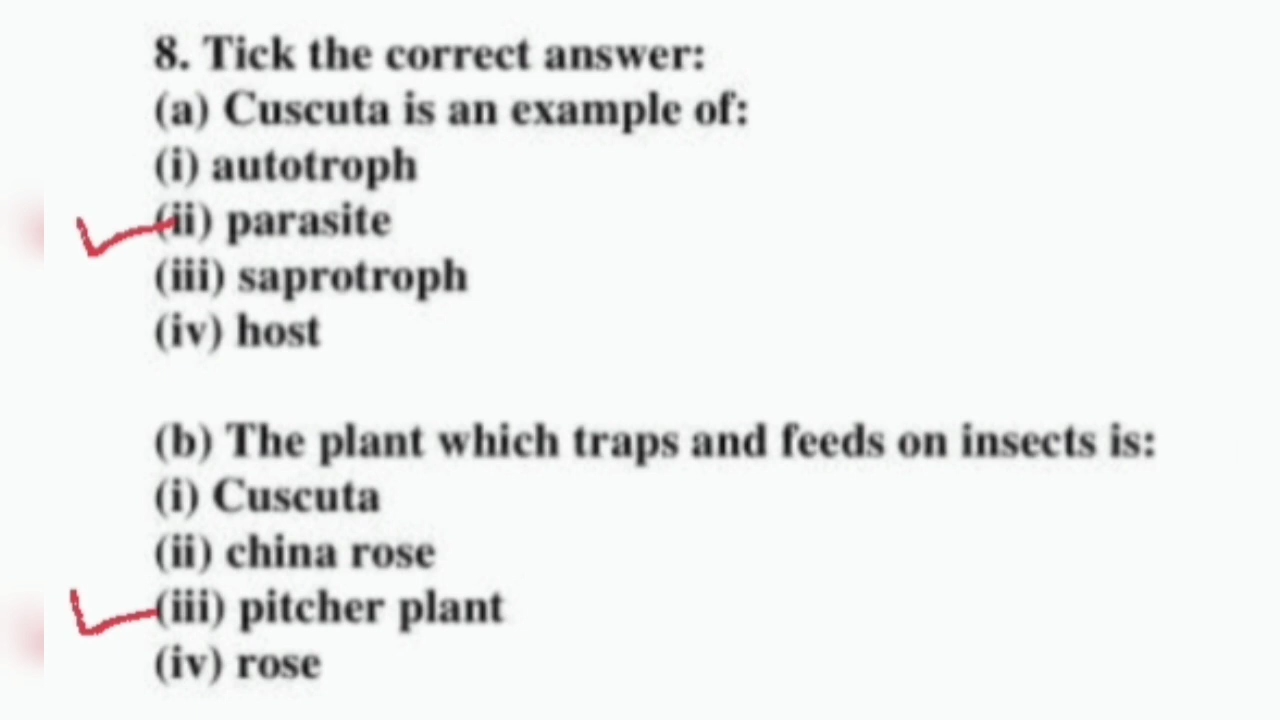 8. Tick the correct answer:
(a) Cuscuta is an example of:
(i) autotroph
(ii) parasite
(iii) saprotroph
(iv) host
(b) The plant which traps and feeds on insects is:
(i) Cuscuta
(ii) china rose
(iii) pitcher plant
(iv) rose